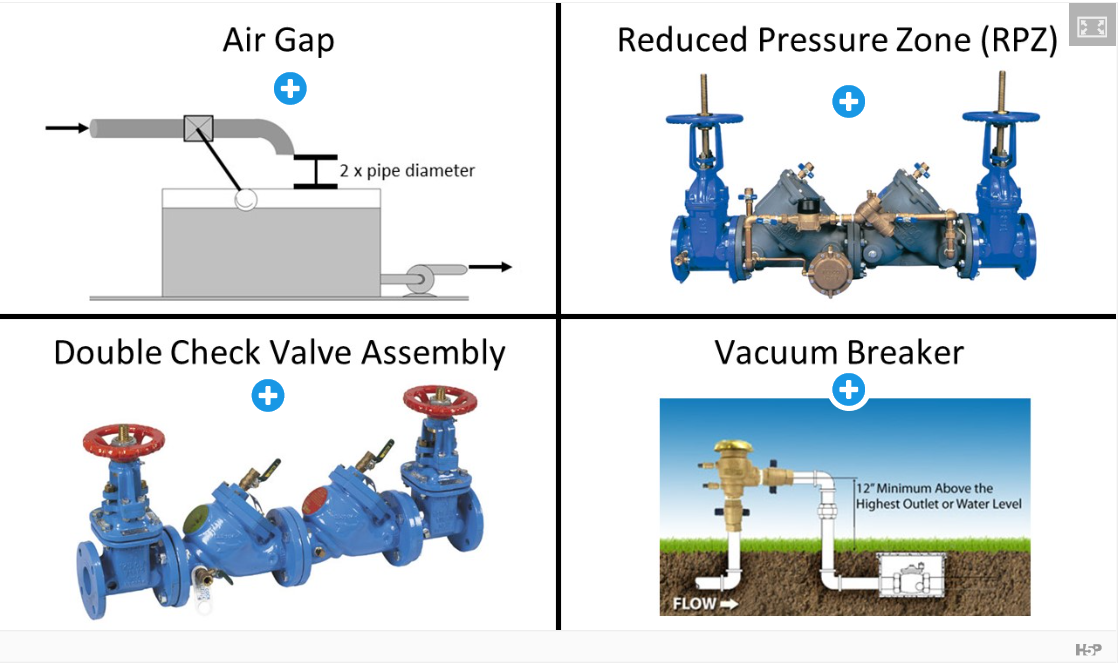 Air Gap
2 x pipe diameter
Reduced Pressure Zone (RPZ)
Double Check Valve Assembly
Vacuum Breaker
12" Minimum Above the
Highest Outlet or Water Level
FLOW
H5P